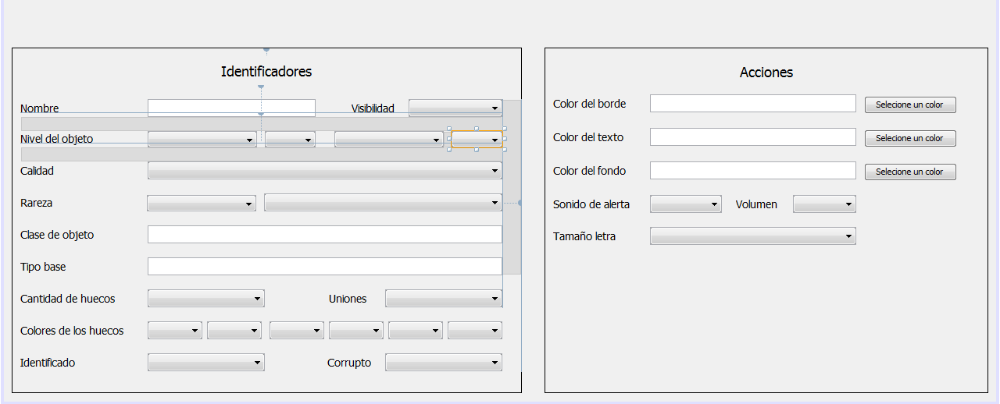 Identificadores
Nombre
Visibilidad
Nivel del objeto
Calidad
Rareza
Clase de objeto
Tipo base
Cantidad de huecos
Uniones
Colores de los huecos
Identificado
Corrupto
Acciones
Color del borde
Selecione un color
Color del texto
Selecione un color
Color del fondo
Selecione un color
Sonido de alerta
Volumen
Tamaño letra